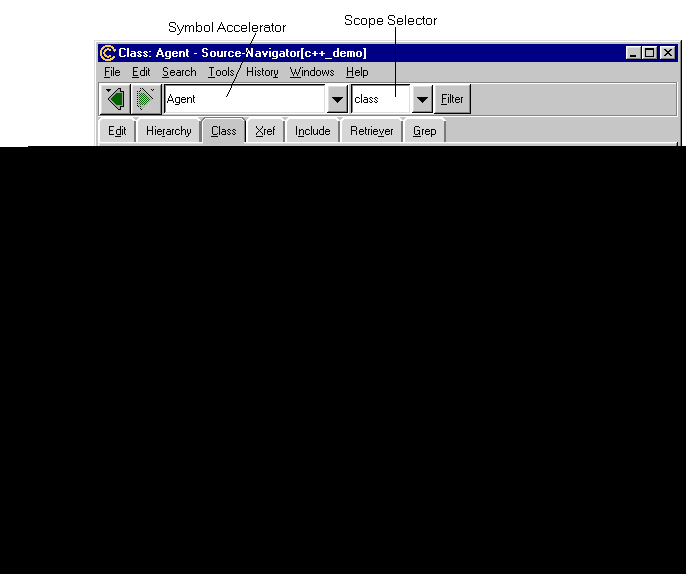 Symbol Accelerator
Scope Selector
Class: Agent - Source-Navigator[c++_demo]
File Edit Search Tools History Windows Help
Agent class Filter
Edit Hierarchy Class Xref Include Retriever Grep